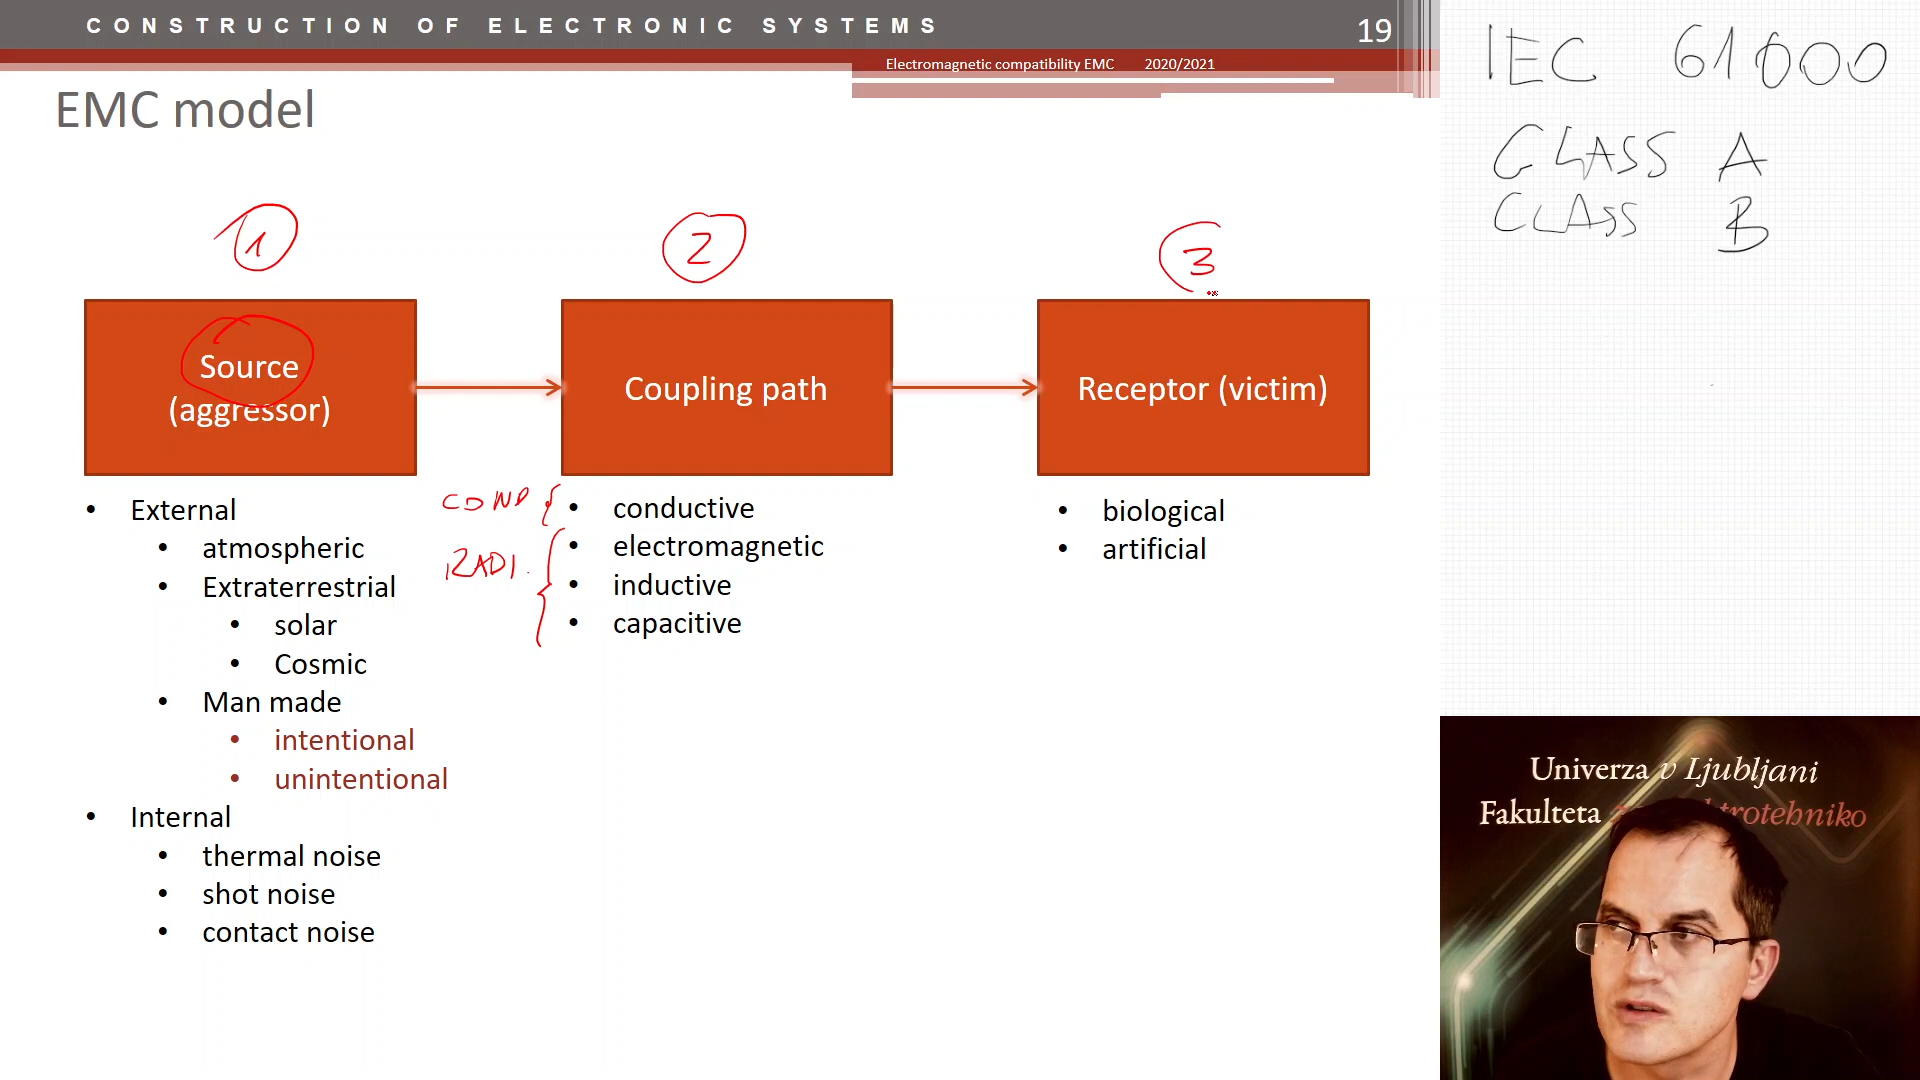 CONSTRUCTION OF ELECTRONIC SYSTEMS
19
Electromagnetic compatibility EMC 2020/2021
EMC model
1
2
3
Source
(aggressor)
Coupling path
Receptor (victim)
• External
• atmospheric
• Extraterrestrial
• solar
• Cosmic
• Man made
• intentional
• unintentional
• Internal
• thermal noise
• shot noise
• contact noise
COND
RADI.
• conductive
• electromagnetic
• inductive
• capacitive
• biological
• artificial
IEC 61000
CLASS A
CLASS B
Univerza v Ljubljani
Fakulteta